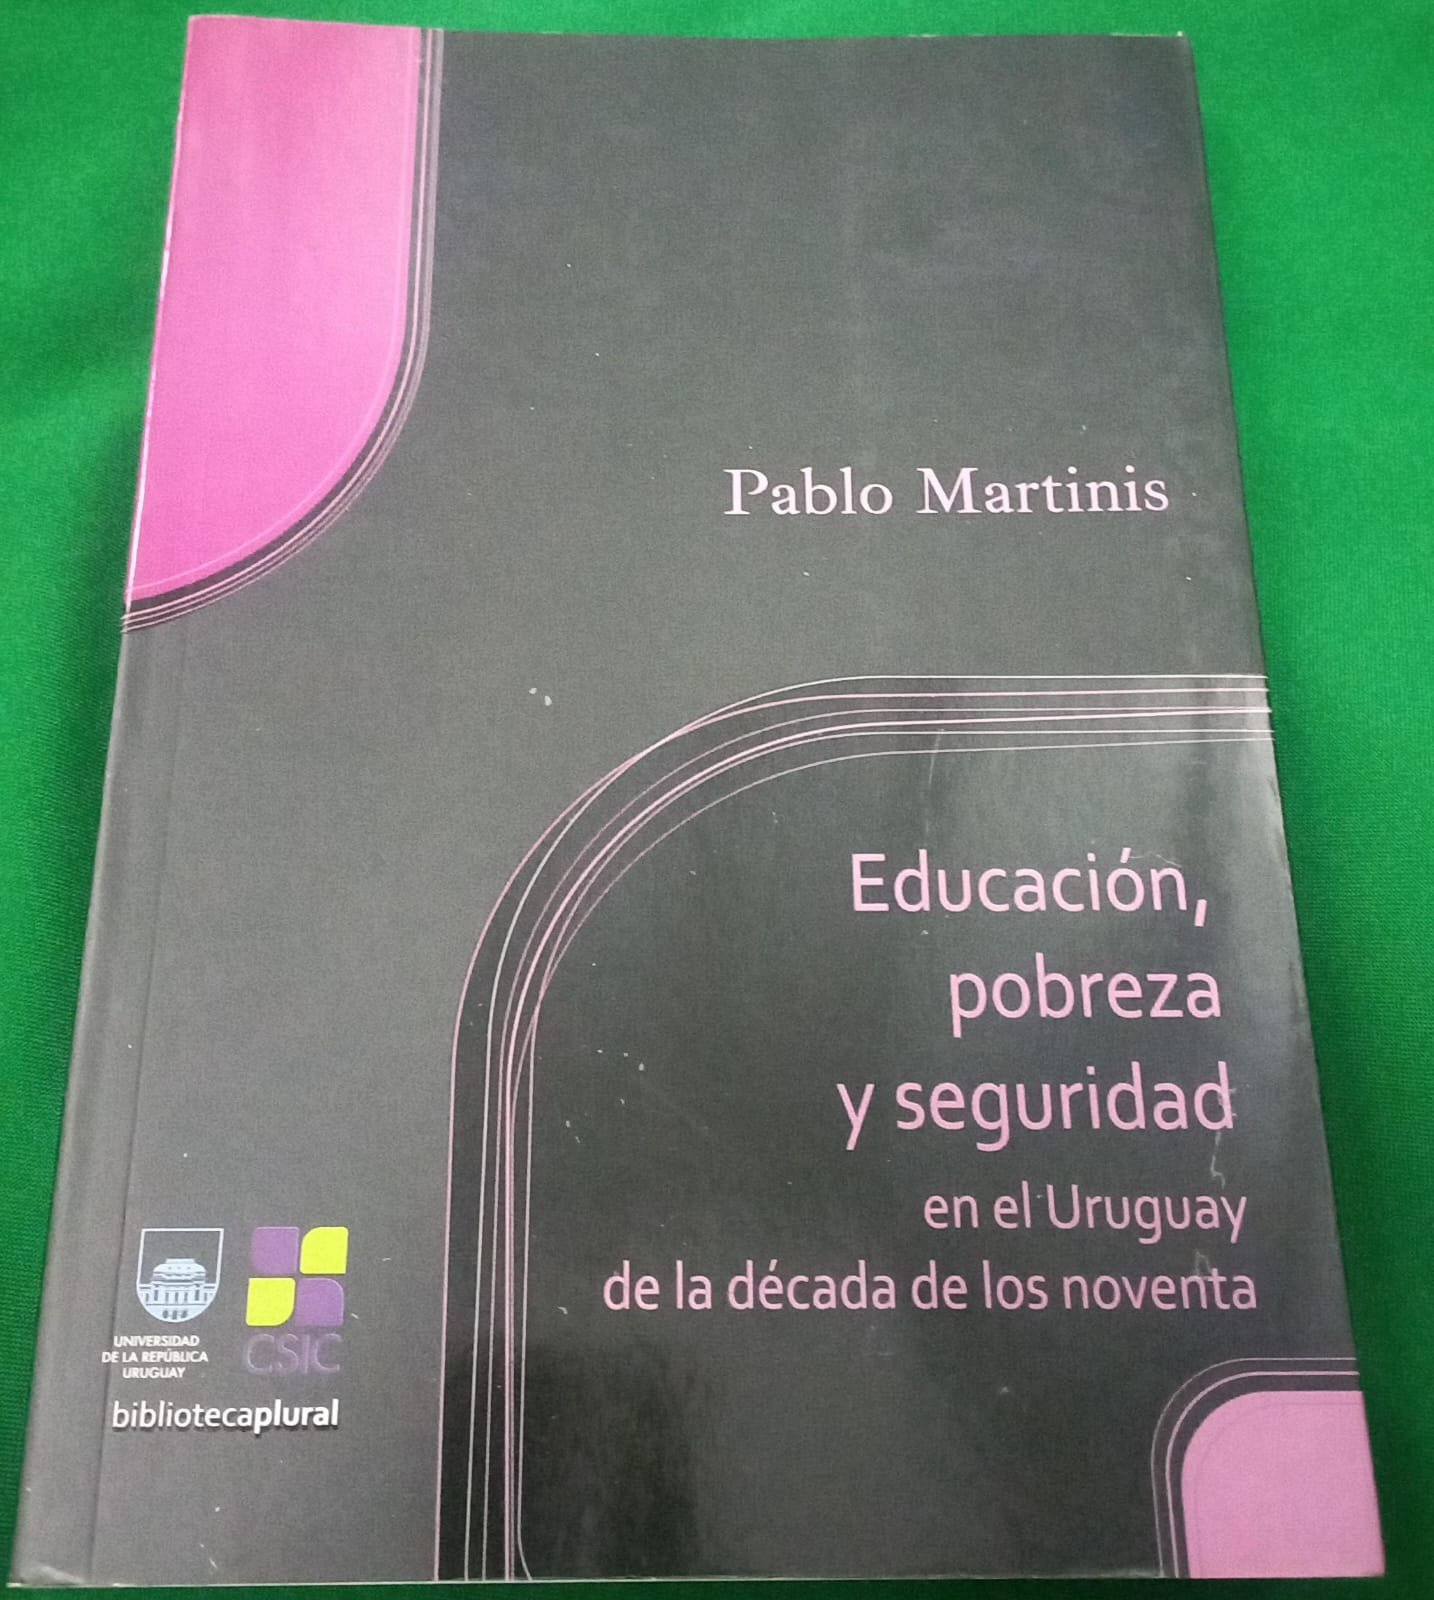 Pablo Martinis
Educación,
pobreza
y seguridad
en el Uruguay
de la década de los noventa
UNIVERSIDAD
DE LA REPÚBLICA
URUGUAY
CSIC
bibliotecaplural